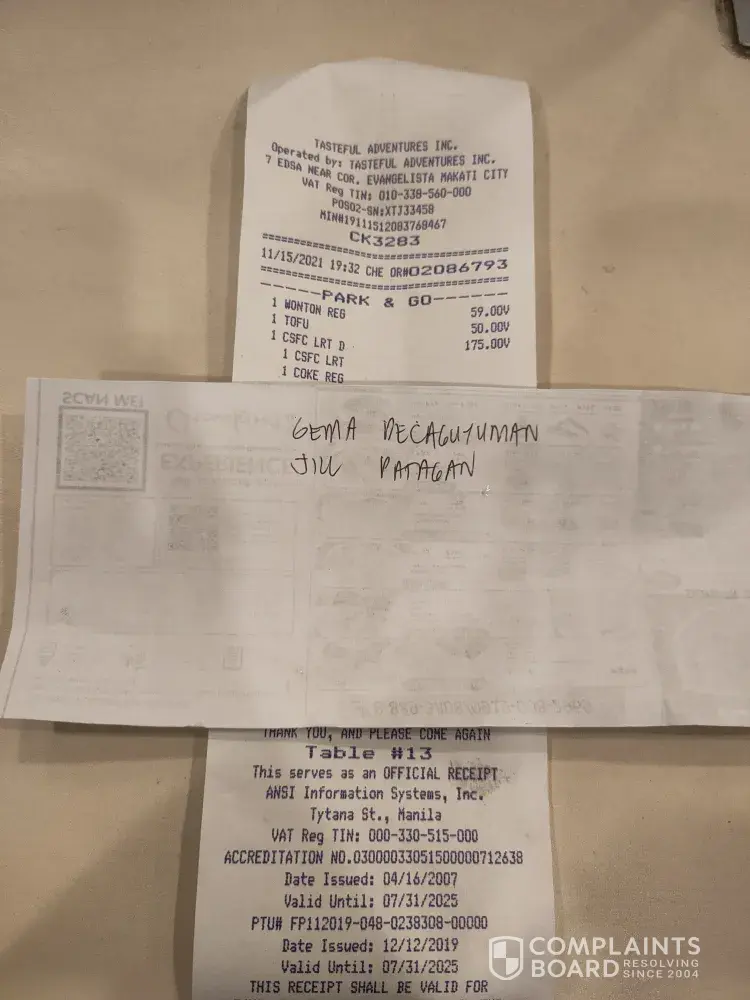 TASTEFUL ADVENTURES INC.
Operated by: TASTEFUL ADVENTURES INC.
7 EDSA NEAR COR. EVANGELISTA MAKATI CITY
VAT Reg TIN: 010-338-560-000
POS02-SN:XTJ33458
MIN#19111512083768467
CK3283
11/15/2021 19:32 CHE OR#02086793
------PARK & GO------
1 WONTON REG 59.00V
1 TOFU 50.00V
1 CSFC LRT D 175.00V
1 CSFC LRT
1 COKE REG
SCAN ME!
GEMA DECAGUYUMAN
JILL PATAGAN
THANK YOU, AND PLEASE COME AGAIN
Table #13
This serves as an OFFICIAL RECEIPT
ANSI Information Systems, Inc.
Tytana St., Manila
VAT Reg TIN: 000-330-515-000
ACCREDITATION NO.03000033051500000712638
Date Issued: 04/16/2007
Valid Until: 07/31/2025
PTU# FP112019-048-0238308-00000
Date Issued: 12/12/2019
Valid Until: 07/31/2025
THIS RECEIPT SHALL BE VALID FOR
COMPLAINTS
BOARD RESOLVING SINCE 2004